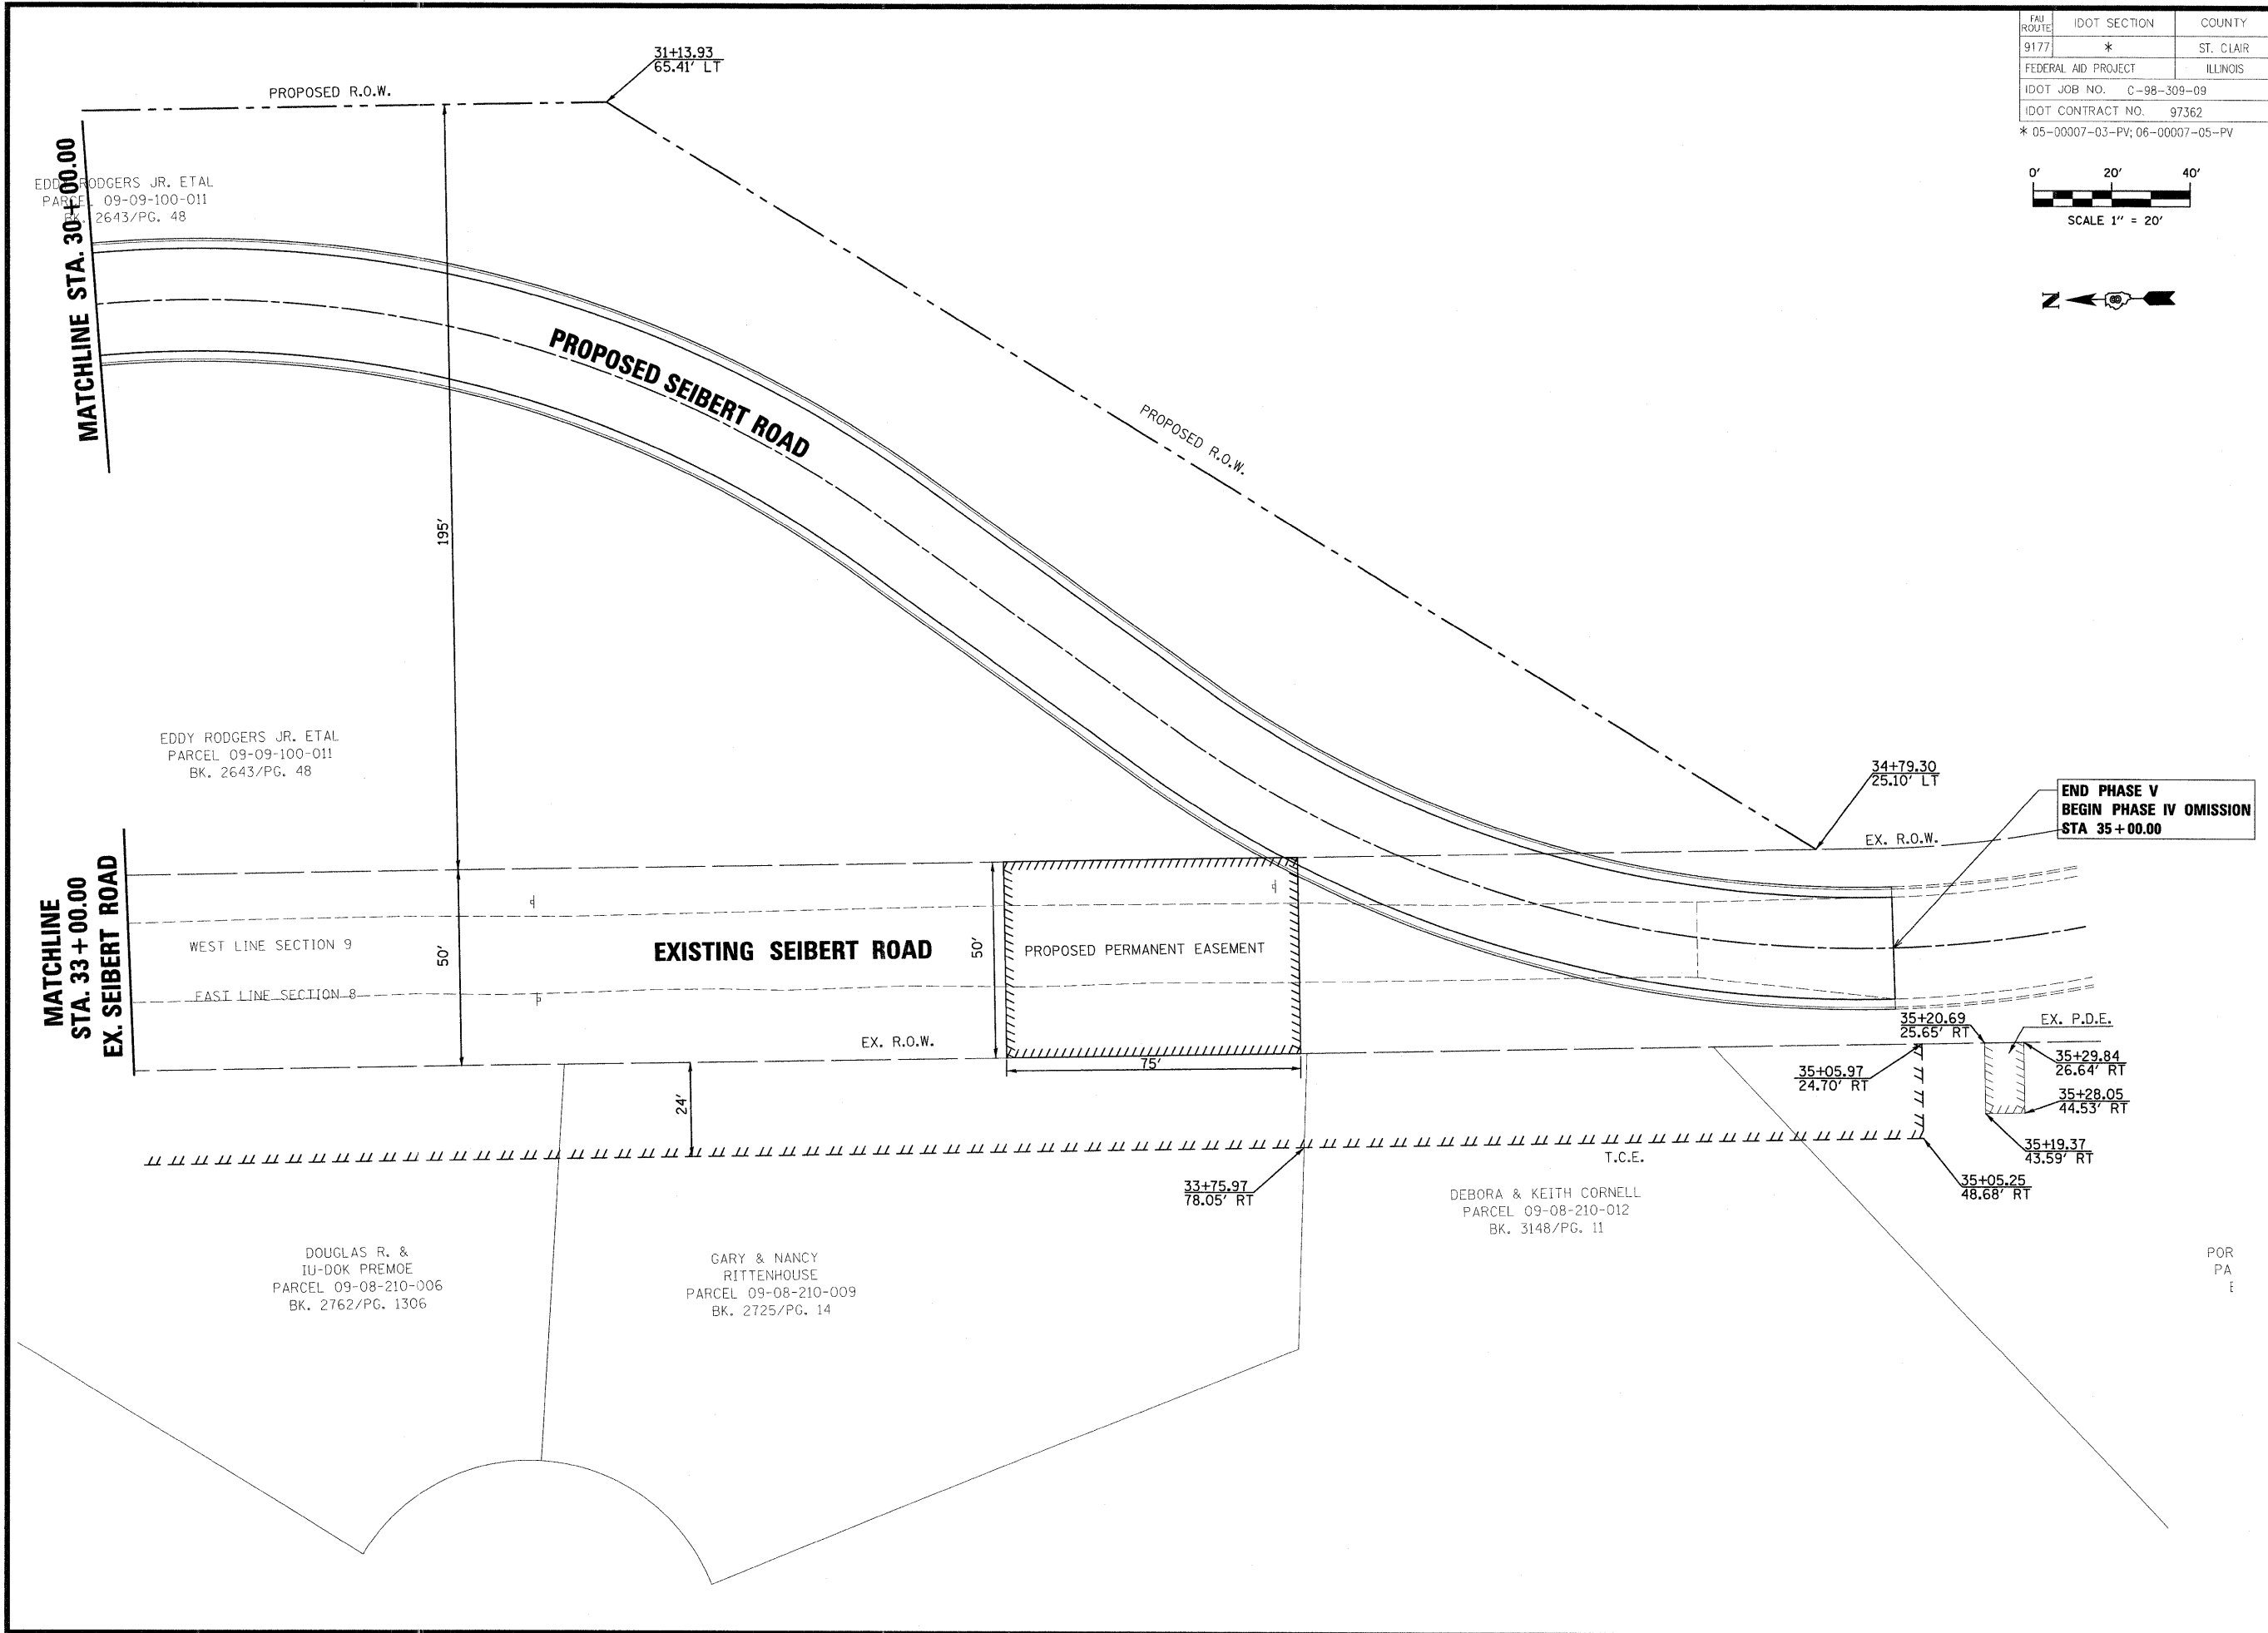 FAU ROUTE IDOT SECTION COUNTY
9177 * ST. CLAIR
FEDERAL AID PROJECT ILLINOIS
IDOT JOB NO. C-98-309-09
IDOT CONTRACT NO. 97362
* 05-00007-03-PV; 06-00007-05-PV
0' 20' 40'
SCALE 1" = 20'
N
31+13.93
65.41' LT
PROPOSED R.O.W.
MATCHLINE STA. 30+00.00
EDDY RODGERS JR. ETAL
PARCEL 09-09-100-011
BK. 2643/PG. 48
PROPOSED SEIBERT ROAD
PROPOSED R.O.W.
195'
EDDY RODGERS JR. ETAL
PARCEL 09-09-100-011
BK. 2643/PG. 48
34+79.30
25.10' LT
END PHASE V
BEGIN PHASE IV OMISSION
STA 35+00.00
EX. R.O.W.
MATCHLINE
STA. 33+00.00
EX. SEIBERT ROAD
WEST LINE SECTION 9
EAST LINE SECTION 8
50'
EXISTING SEIBERT ROAD
50'
PROPOSED PERMANENT EASEMENT
EX. R.O.W.
75'
24'
35+20.69
25.65' RT
EX. P.D.E.
35+05.97
24.70' RT
35+29.84
26.64' RT
35+28.05
44.53' RT
35+19.37
43.59' RT
35+05.25
48.68' RT
T.C.E.
33+75.97
78.05' RT
DEBORA & KEITH CORNELL
PARCEL 09-08-210-012
BK. 3148/PG. 11
DOUGLAS R. &
IU-DOK PREMOE
PARCEL 09-08-210-006
BK. 2762/PG. 1306
GARY & NANCY
RITTENHOUSE
PARCEL 09-08-210-009
BK. 2725/PG. 14
POR
PA